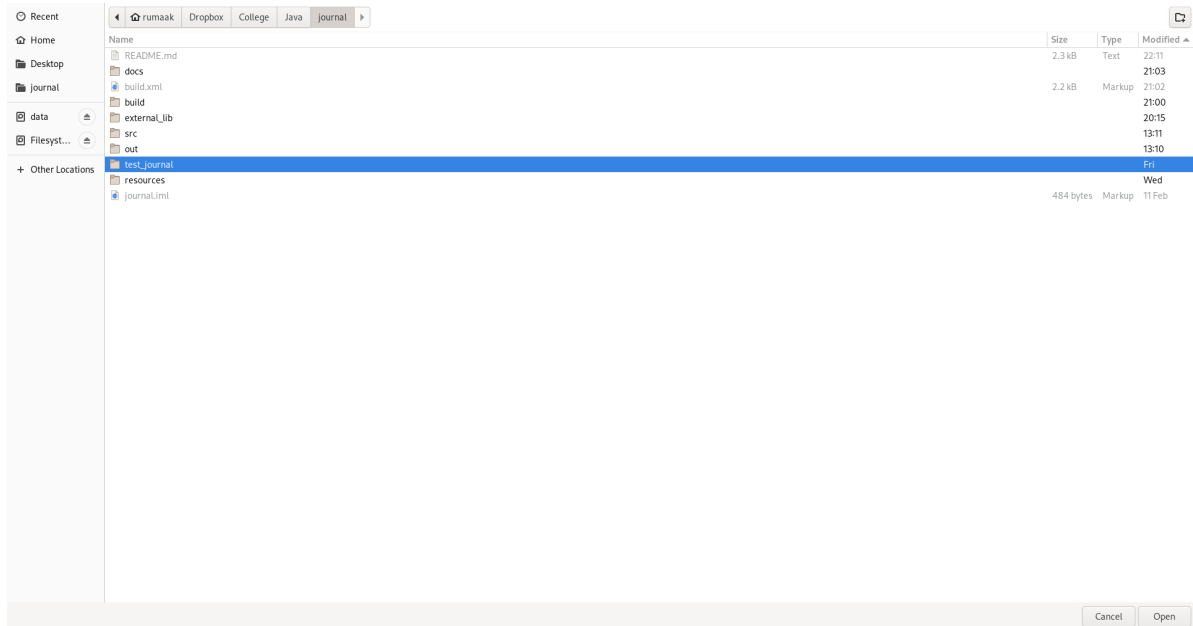 Recent
Home
Desktop
journal
data
Filesyst...
+ Other Locations
rumaak Dropbox College Java journal
Name Size Type Modified
README.md 2.3 kB Text 22:11
docs 21:03
build.xml 2.2 kB Markup 21:02
build 21:00
external_lib 20:15
src 13:11
out 13:10
test_journal Fri
resources Wed
journal.iml 484 bytes Markup 11 Feb
Cancel Open